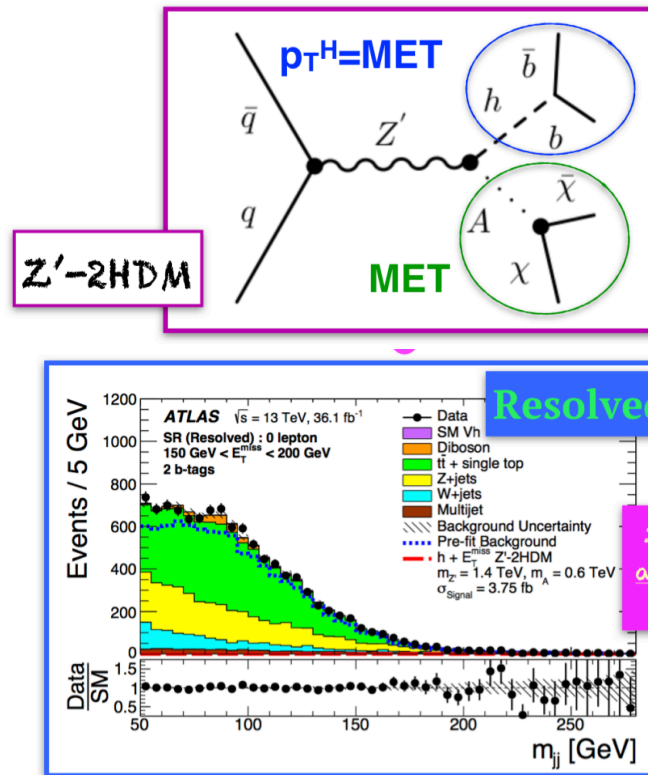 p_T^H=MET
q̄
q
Z′
h
b̄
b
A
χ̄
χ
MET
Z′-2HDM
Resolved
Events / 5 GeV
1200
1000
800
600
400
200
0
ATLAS √s = 13 TeV, 36.1 fb⁻¹
SR (Resolved) : 0 lepton
150 GeV < E_T^miss < 200 GeV
2 b-tags
Data
SM Vh
Diboson
tt̄ + single top
Z+jets
W+jets
Multijet
Background Uncertainty
Pre-fit Background
h + E_T^miss Z'-2HDM
m_Z' = 1.4 TeV, m_A = 0.6 TeV
σ_Signal = 3.75 fb
Data
SM
1.5
1
0.5
50 100 150 200 250
m_jj [GeV]